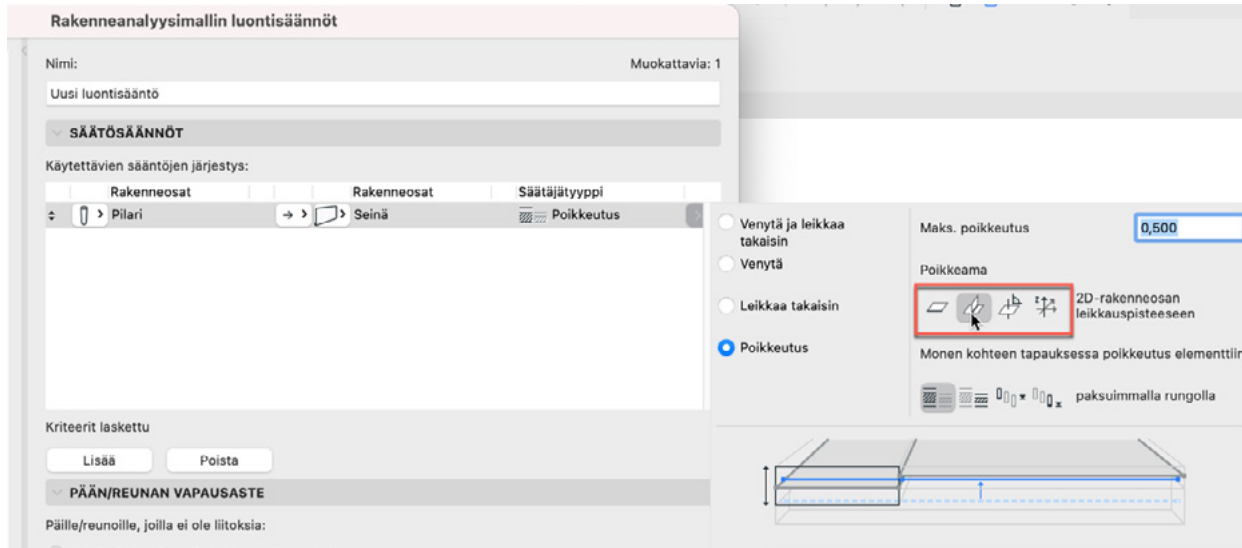 Rakenneanalyysimallin luontisäännöt
Nimi:
Muokattavia: 1
Uusi luontisääntö
SÄÄTÖSÄÄNNÖT
Käytettävien sääntöjen järjestys:
Rakenneosat Rakenneosat Säätäjätyyppi
Pilari Seinä Poikkeutus
Venytä ja leikkaa
takaisin
Venytä
Leikkaa takaisin
Poikkeutus
Maks. poikkeutus 0,500
Poikkeama
2D-rakenneosan
leikkauspisteeseen
Monen kohteen tapauksessa poikkeutus elementtiin
paksuimmalla rungolla
Kriteerit laskettu
Lisää Poista
PÄÄN/REUNAN VAPAUSASTE
Päille/reunoille, joilla ei ole liitoksia: